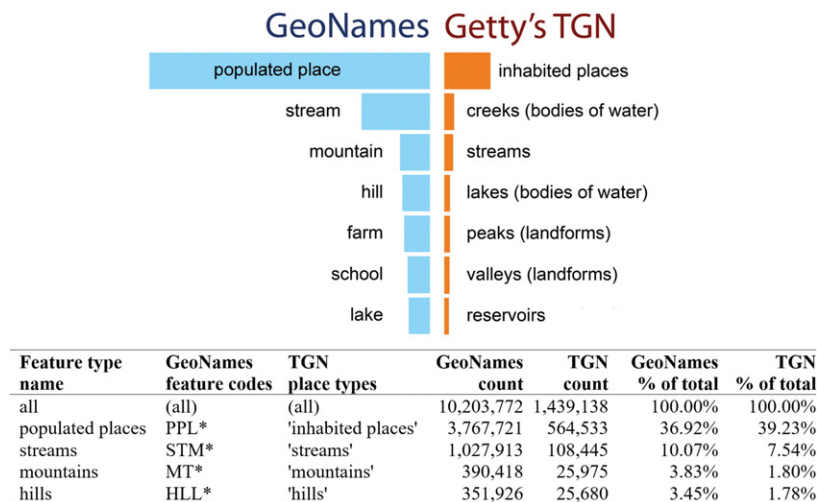 GeoNames Getty's TGN
populated place inhabited places
stream creeks (bodies of water)
mountain streams
hill lakes (bodies of water)
farm peaks (landforms)
school valleys (landforms)
lake reservoirs
Feature type GeoNames TGN GeoNames TGN GeoNames TGN
name feature codes place types count count % of total % of total
all (all) (all) 10,203,772 1,439,138 100.00% 100.00%
populated places PPL* 'inhabited places' 3,767,721 564,533 36.92% 39.23%
streams STM* 'streams' 1,027,913 108,445 10.07% 7.54%
mountains MT* 'mountains' 390,418 25,975 3.83% 1.80%
hills HLL* 'hills' 351,926 25,680 3.45% 1.78%